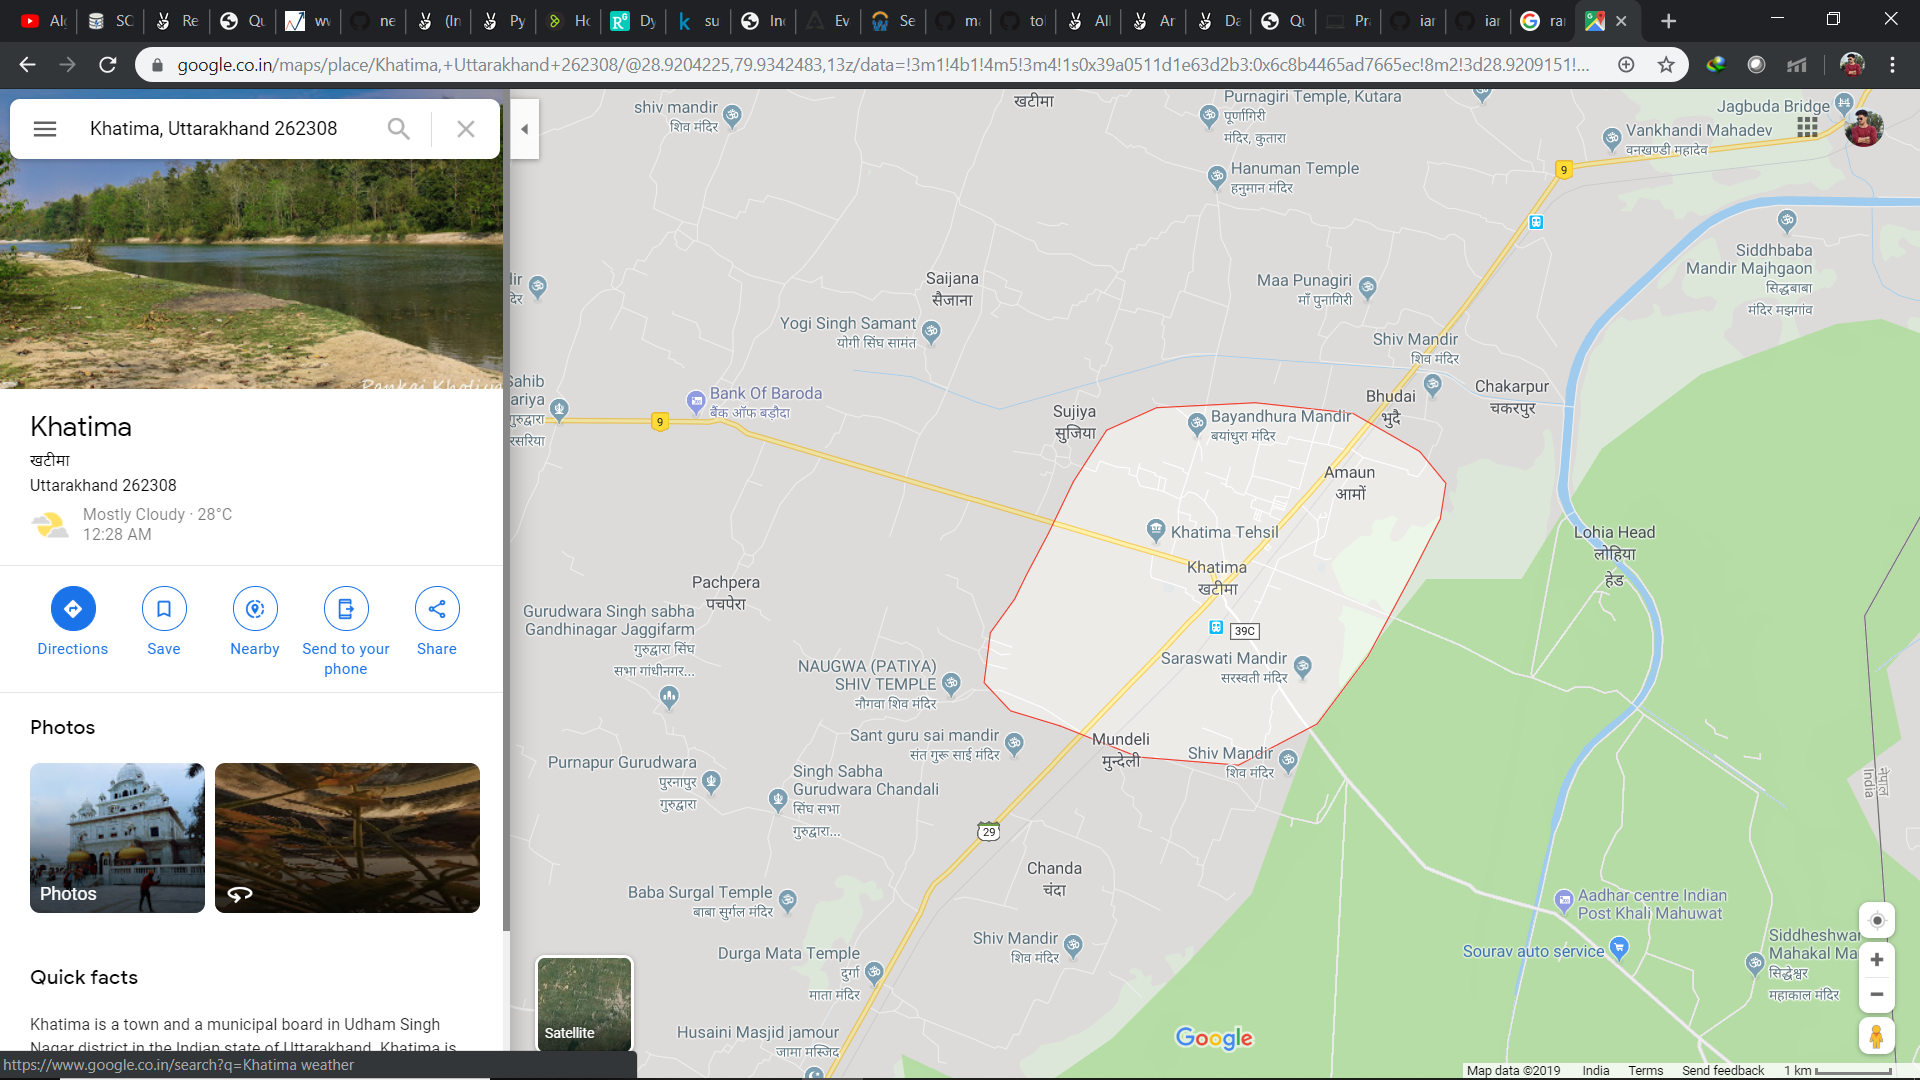 SC
Re
Qu
ne
(In
Py
Ho
Dy
su
Inc
Ev
Se
m
to
All
Ar
Da
Qu
Pr
iar
iar
rar
google.co.in/maps/place/Khatima,+Uttarakhand+262308/@28.9204225,79.9342483,13z/data=!3m1!4b1!4m5!3m4!1s0x39a0511d1e63d2b3:0x6c8b4465ad7665ec!8m2!3d28.9209151!...
Khatima, Uttarakhand 262308
Khatima
खटीमा
Uttarakhand 262308
Mostly Cloudy · 28°C
12:28 AM
Directions
Save
Nearby
Send to your
phone
Share
Photos
Photos
Quick facts
Khatima is a town and a municipal board in Udham Singh
Nagar district in the Indian state of Uttarakhand. Khatima is
https://www.google.co.in/search?q=Khatima weather
shiv mandir
शिव मंदिर
खटीमा
Purnagiri Temple, Kutara
पूर्णागिरी
मंदिर, कुतारा
Jagbuda Bridge
Vankhandi Mahadev
वनखण्डी महादेव
Hanuman Temple
हनुमान मंदिर
9
Siddhbaba
Mandir Majhgaon
सिद्धबाबा
मंदिर मझगांव
Saijana
सैजाना
Maa Punagiri
माँ पुनागिरी
Yogi Singh Samant
योगी सिंघ सामंत
Shiv Mandir
शिव मंदिर
Sahib
ariya
गुरुद्वारा
रसरिया
Bank Of Baroda
बैंक ऑफ बड़ौदा
9
Sujiya
सुजिया
Bayandhura Mandir
बयांधुरा मंदिर
Bhudai
भुदै
Chakarpur
चकरपुर
Amaun
आमों
Khatima Tehsil
Khatima
खटीमा
39C
Lohia Head
लोहिया
हेड
Pachpera
पचपेरा
Gurudwara Singh sabha
Gandhinagar Jaggifarm
गुरुद्वारा सिंघ
सभा गांधीनगर...
NAUGWA (PATIYA)
SHIV TEMPLE
नौगवा शिव मंदिर
Saraswati Mandir
सरस्वती मंदिर
Sant guru sai mandir
संत गुरू साई मंदिर
Mundeli
मुन्देली
Shiv Mandir
शिव मंदिर
Purnapur Gurudwara
पुरनापुर
गुरुद्वारा
Singh Sabha
Gurudwara Chandali
सिंघ सभा
गुरुद्वारा...
नेपाल
India
29
Chanda
चंदा
Baba Surgal Temple
बाबा सुर्गल मंदिर
Aadhar centre Indian
Post Khali Mahuwat
Shiv Mandir
शिव मंदिर
Sourav auto service
Siddheshwar
Mahakal Ma
सिद्धेश्वर
महाकाल मंदिर
Durga Mata Temple
दुर्गा
माता मंदिर
Satellite
Husaini Masjid jamour
जामा मस्जिद
Google
Map data ©2019
India
Terms
Send feedback
1 km